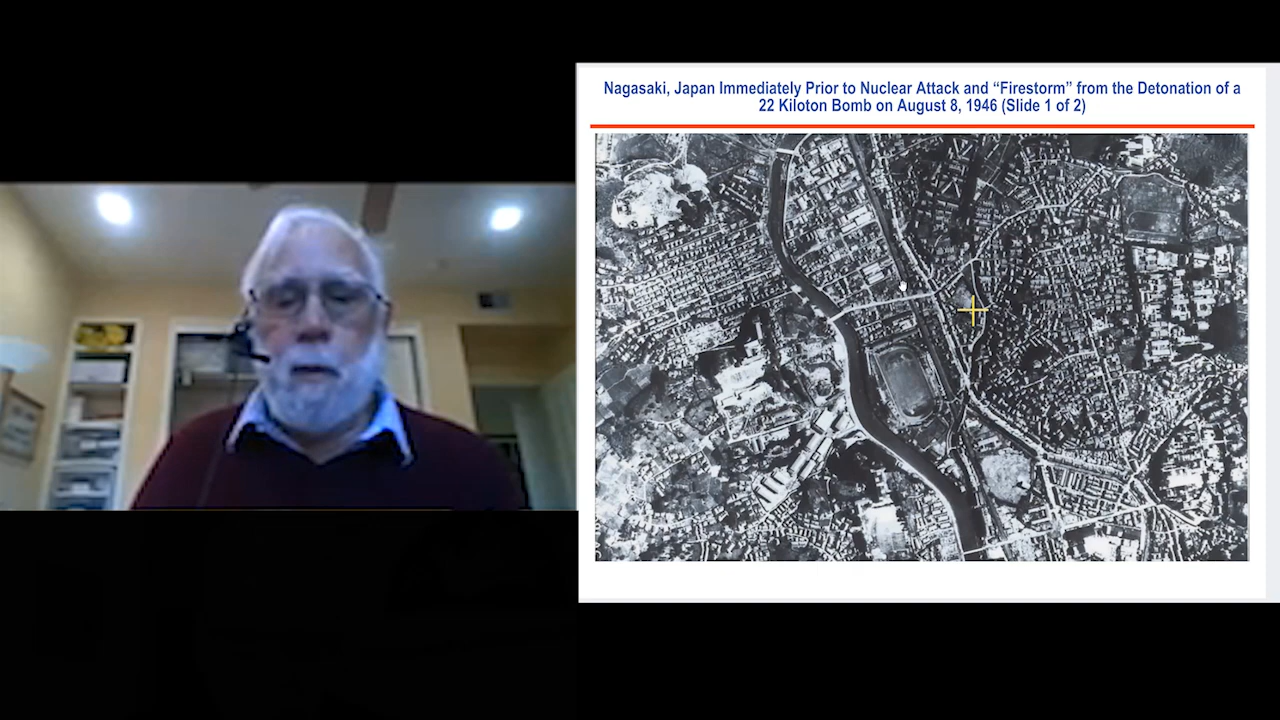 Nagasaki, Japan Immediately Prior to Nuclear Attack and “Firestorm” from the Detonation of a
22 Kiloton Bomb on August 8, 1946 (Slide 1 of 2)